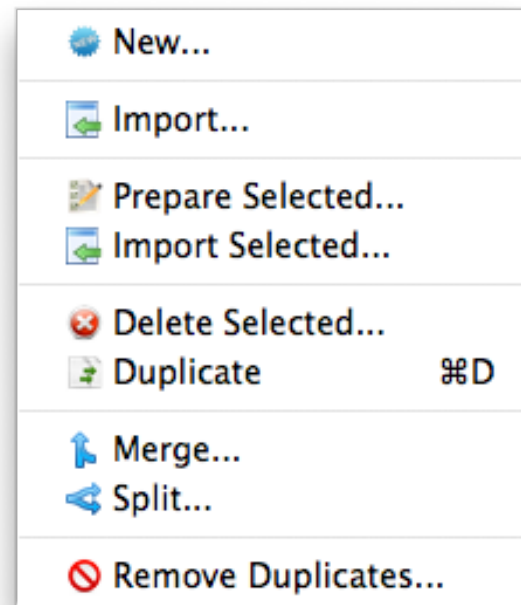 New...
Import...
Prepare Selected...
Import Selected...
Delete Selected...
Duplicate ⌘D
Merge...
Split...
Remove Duplicates...